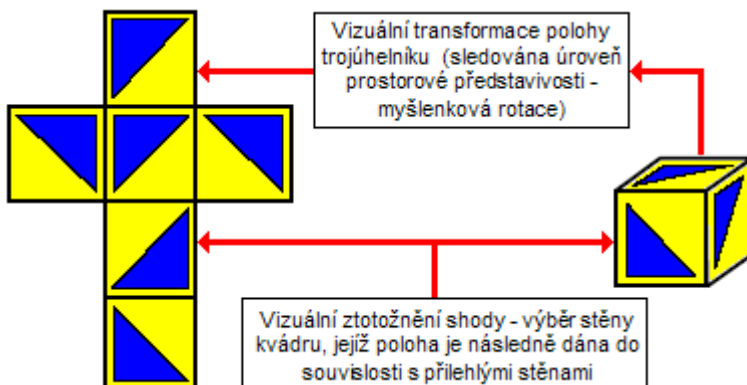 Vizuální transformace polohy
trojúhelníku (sledována úroveň
prostorové představivosti -
myšlenková rotace)
Vizuální ztotožnění shody - výběr stěny
kvádru, jejíž poloha je následně dána do
souvislosti s přilehlými stěnami